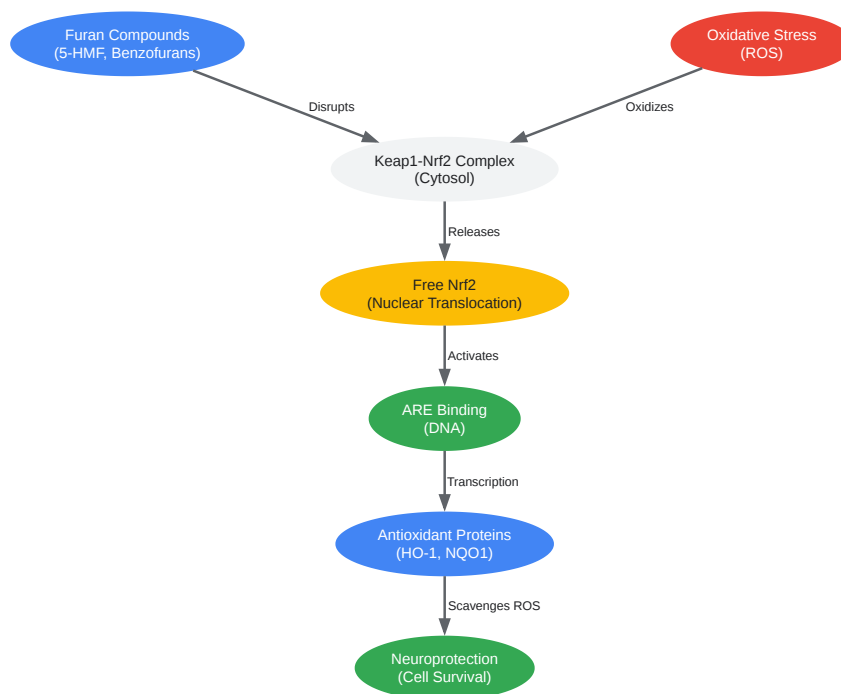 Furan Compounds
(5-HMF, Benzofurans)
Oxidative Stress
(ROS)
Disrupts
Oxidizes
Keap1-Nrf2 Complex
(Cytosol)
Releases
Free Nrf2
(Nuclear Translocation)
Activates
ARE Binding
(DNA)
Transcription
Antioxidant Proteins
(HO-1, NQO1)
Scavenges ROS
Neuroprotection
(Cell Survival)